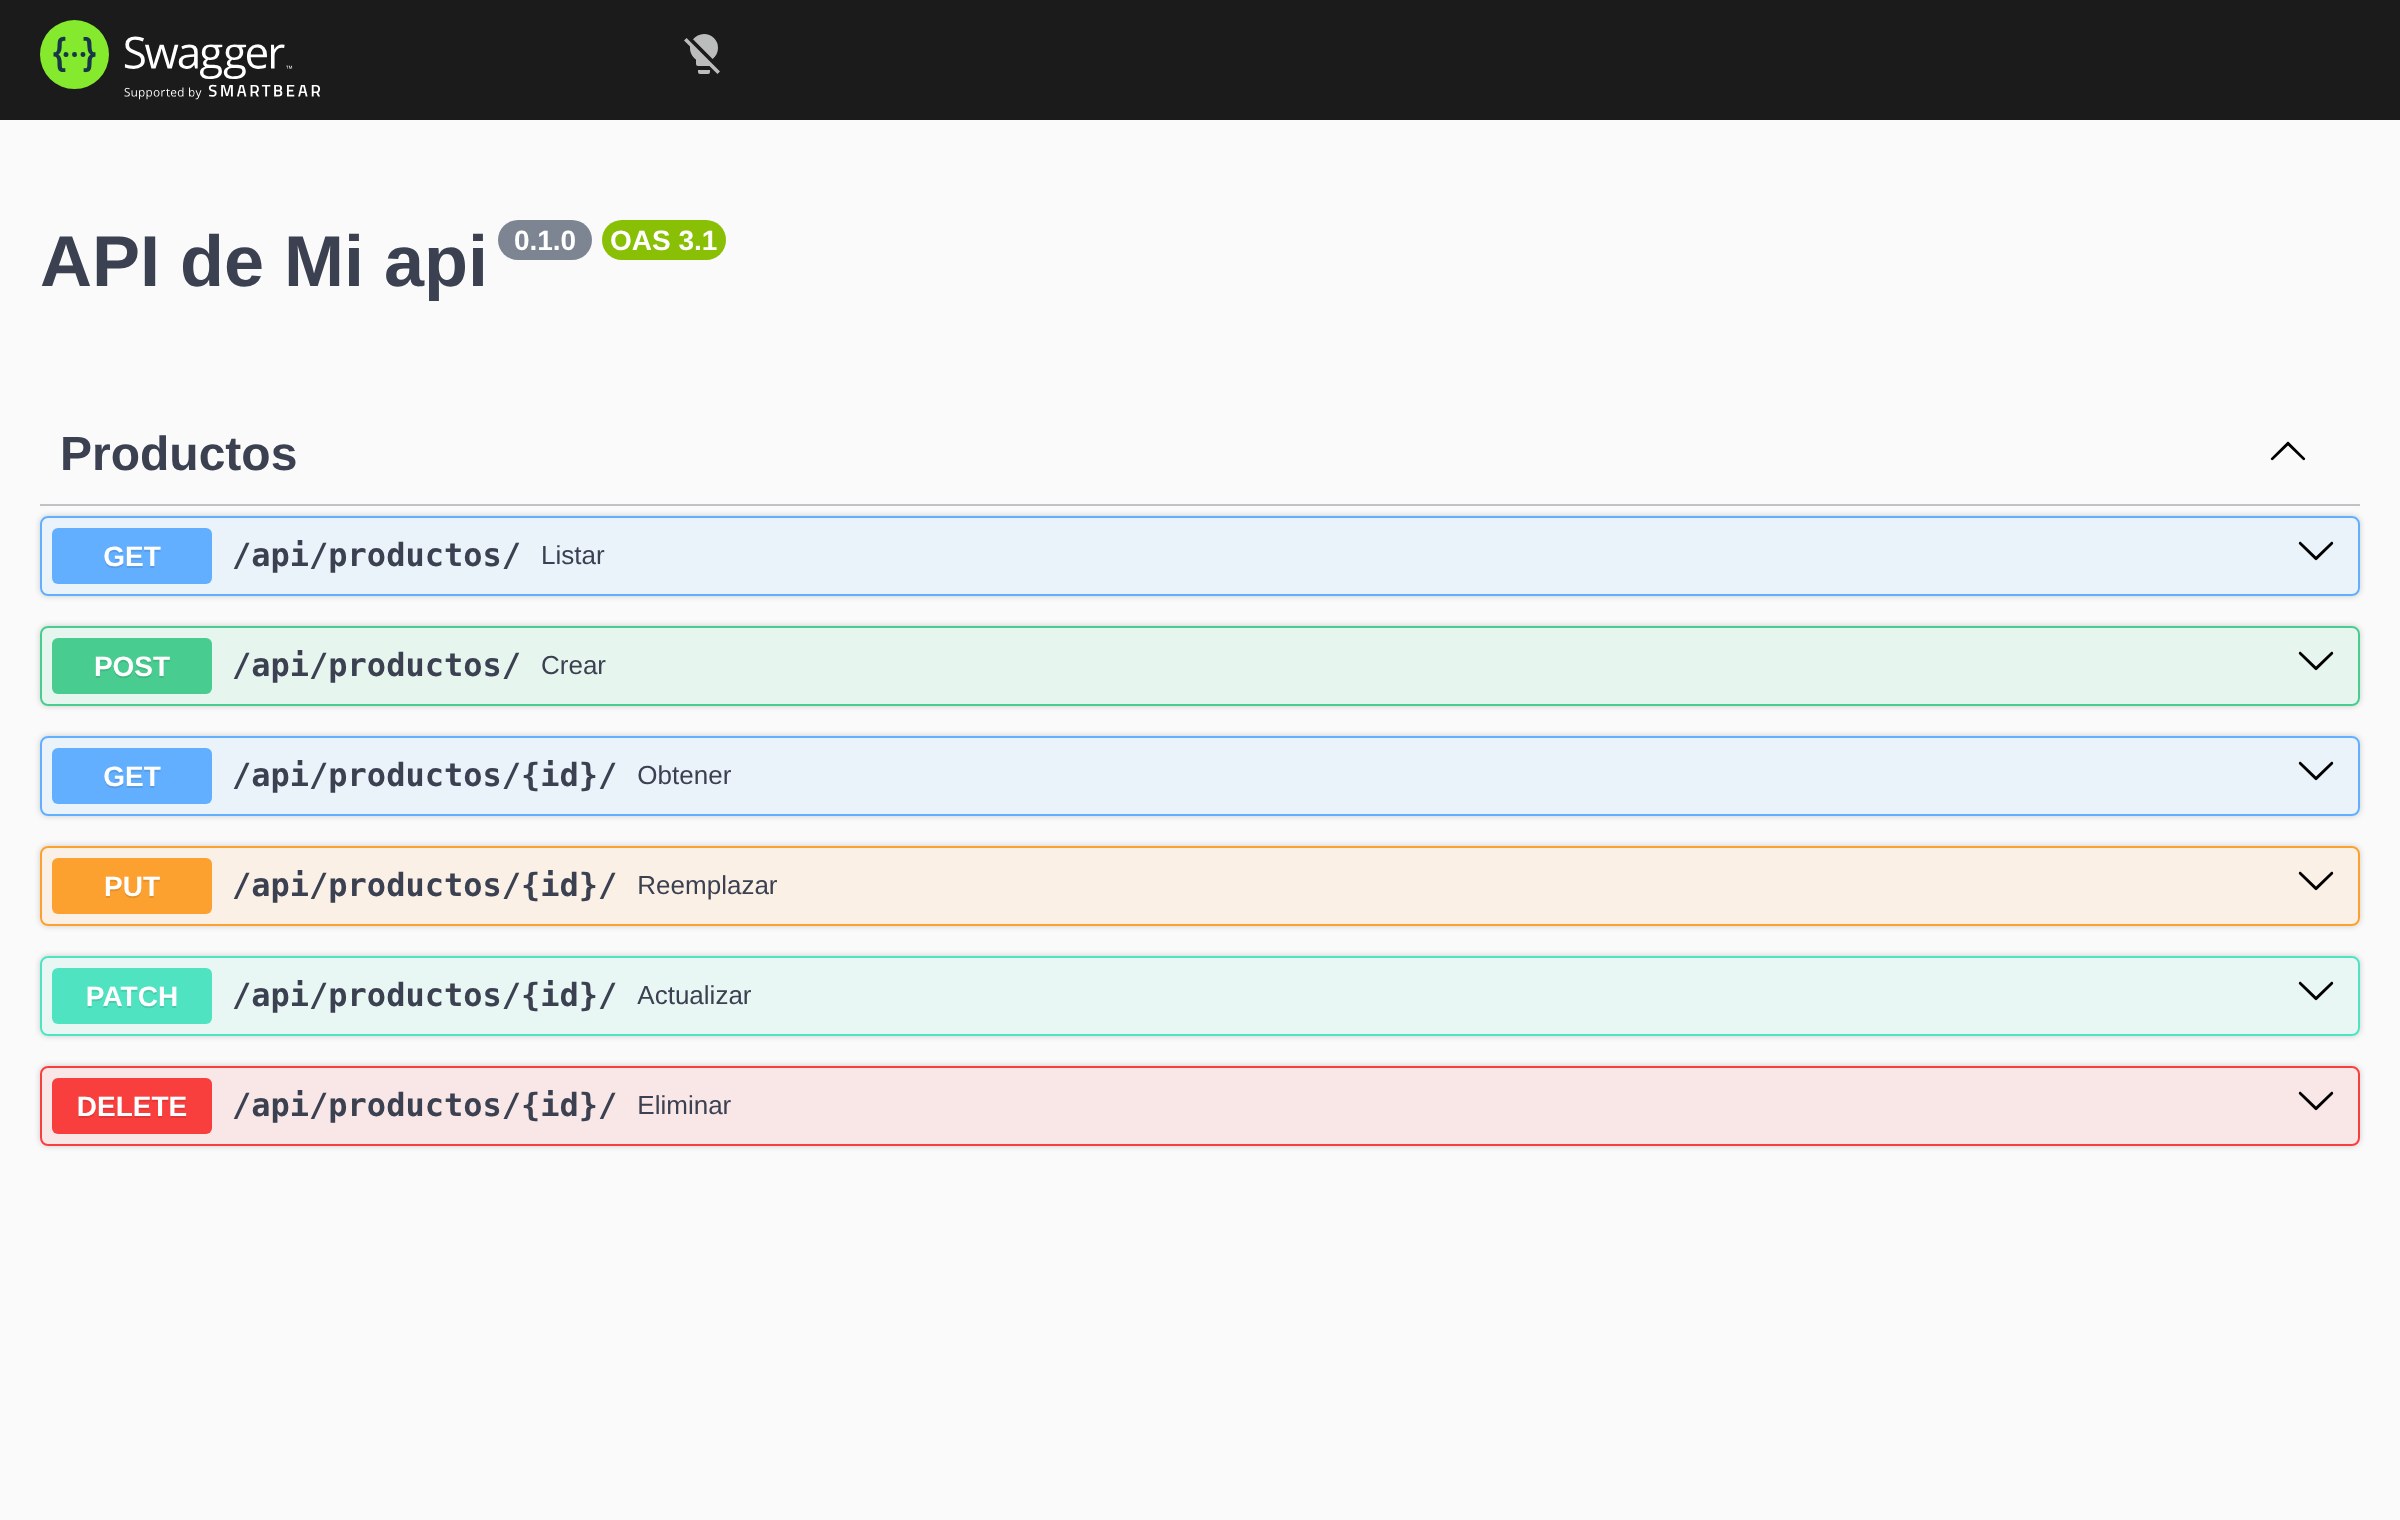 Swagger™
Supported by SMARTBEAR
API de Mi api 0.1.0 OAS 3.1
Productos
GET /api/productos/ Listar
POST /api/productos/ Crear
GET /api/productos/{id}/ Obtener
PUT /api/productos/{id}/ Reemplazar
PATCH /api/productos/{id}/ Actualizar
DELETE /api/productos/{id}/ Eliminar